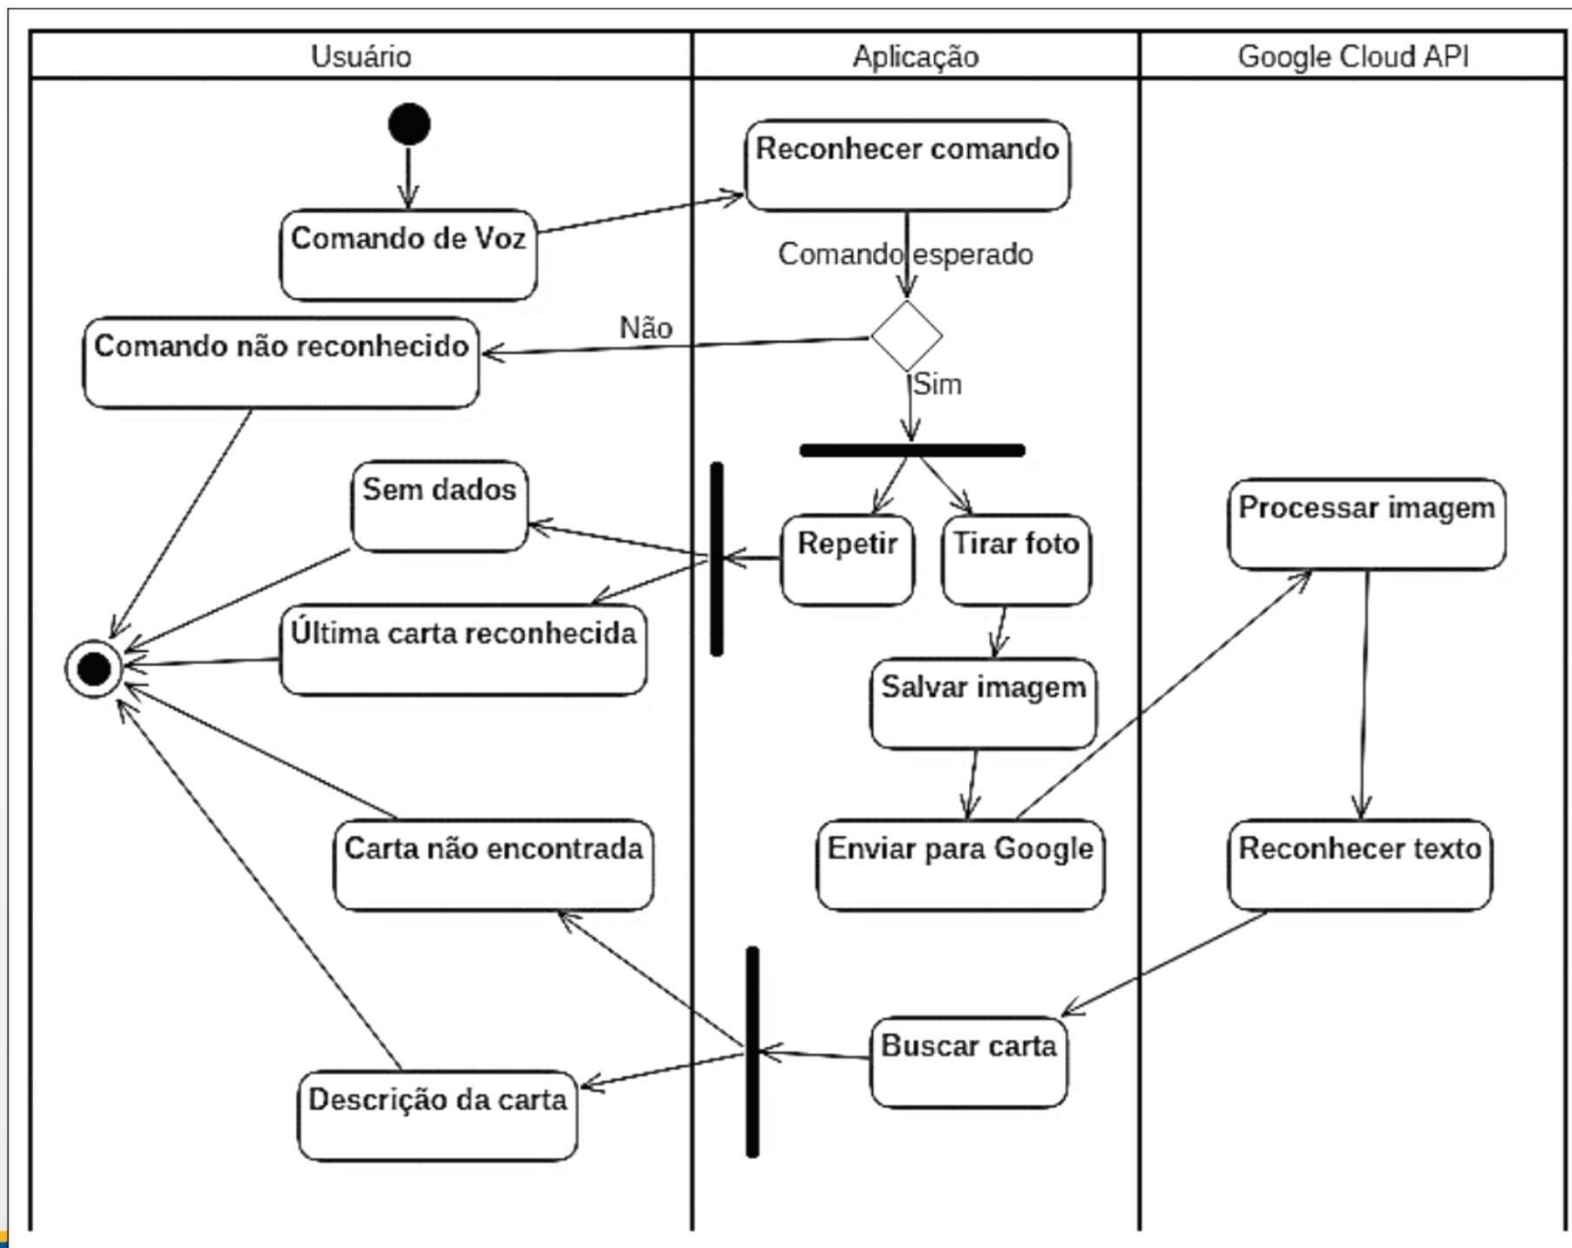 Usuário
Aplicação
Google Cloud API
Reconhecer comando
Comando de Voz
Comando esperado
Não
Comando não reconhecido
Sim
Sem dados
Processar imagem
Repetir
Tirar foto
Última carta reconhecida
Salvar imagem
Carta não encontrada
Enviar para Google
Reconhecer texto
Buscar carta
Descrição da carta